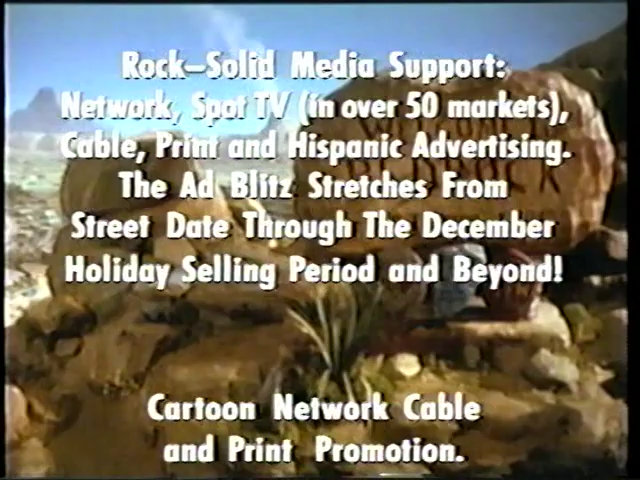 Rock–Solid Media Support:
Network, Spot TV (in over 50 markets),
Cable, Print and Hispanic Advertising.
The Ad Blitz Stretches From
Street Date Through The December
Holiday Selling Period and Beyond!
Cartoon Network Cable
and Print Promotion.